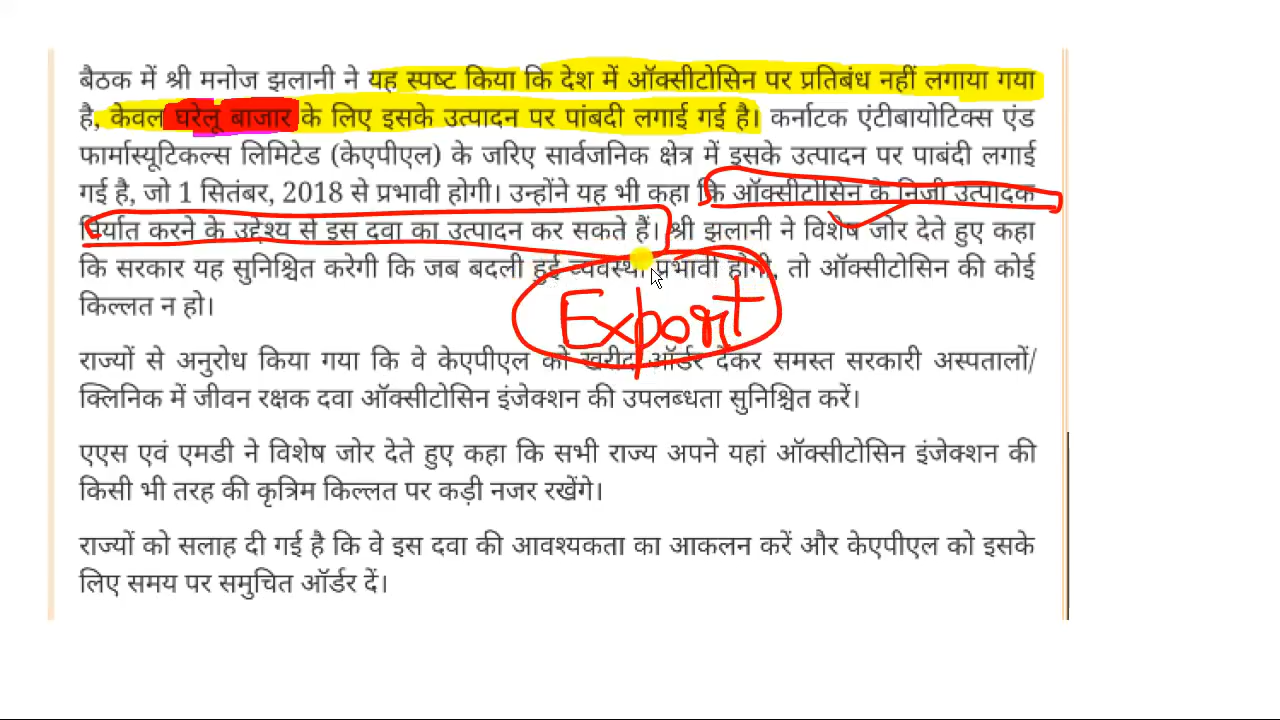 बैठक में श्री मनोज झलानी ने यह स्पष्ट किया कि देश में ऑक्सीटोसिन पर प्रतिबंध नहीं लगाया गया
है, केवल घरेलू बाजार के लिए इसके उत्पादन पर पांबदी लगाई गई है। कर्नाटक एंटीबायोटिक्स एंड
फार्मास्यूटिकल्स लिमिटेड (केएपीएल) के जरिए सार्वजनिक क्षेत्र में इसके उत्पादन पर पाबंदी लगाई
गई है, जो 1 सितंबर, 2018 से प्रभावी होगी। उन्होंने यह भी कहा कि ऑक्सीटोसिन के निजी उत्पादक
निर्यात करने के उद्देश्य से इस दवा का उत्पादन कर सकते हैं। श्री झलानी ने विशेष जोर देते हुए कहा
कि सरकार यह सुनिश्चित करेगी कि जब बदली हुई व्यवस्था प्रभावी होगी, तो ऑक्सीटोसिन की कोई
किल्लत न हो।
Export
राज्यों से अनुरोध किया गया कि वे केएपीएल को खरीद ऑर्डर देकर समस्त सरकारी अस्पतालों/
क्लिनिक में जीवन रक्षक दवा ऑक्सीटोसिन इंजेक्शन की उपलब्धता सुनिश्चित करें।
एएस एवं एमडी ने विशेष जोर देते हुए कहा कि सभी राज्य अपने यहां ऑक्सीटोसिन इंजेक्शन की
किसी भी तरह की कृत्रिम किल्लत पर कड़ी नजर रखेंगे।
राज्यों को सलाह दी गई है कि वे इस दवा की आवश्यकता का आकलन करें और केएपीएल को इसके
लिए समय पर समुचित ऑर्डर दें।